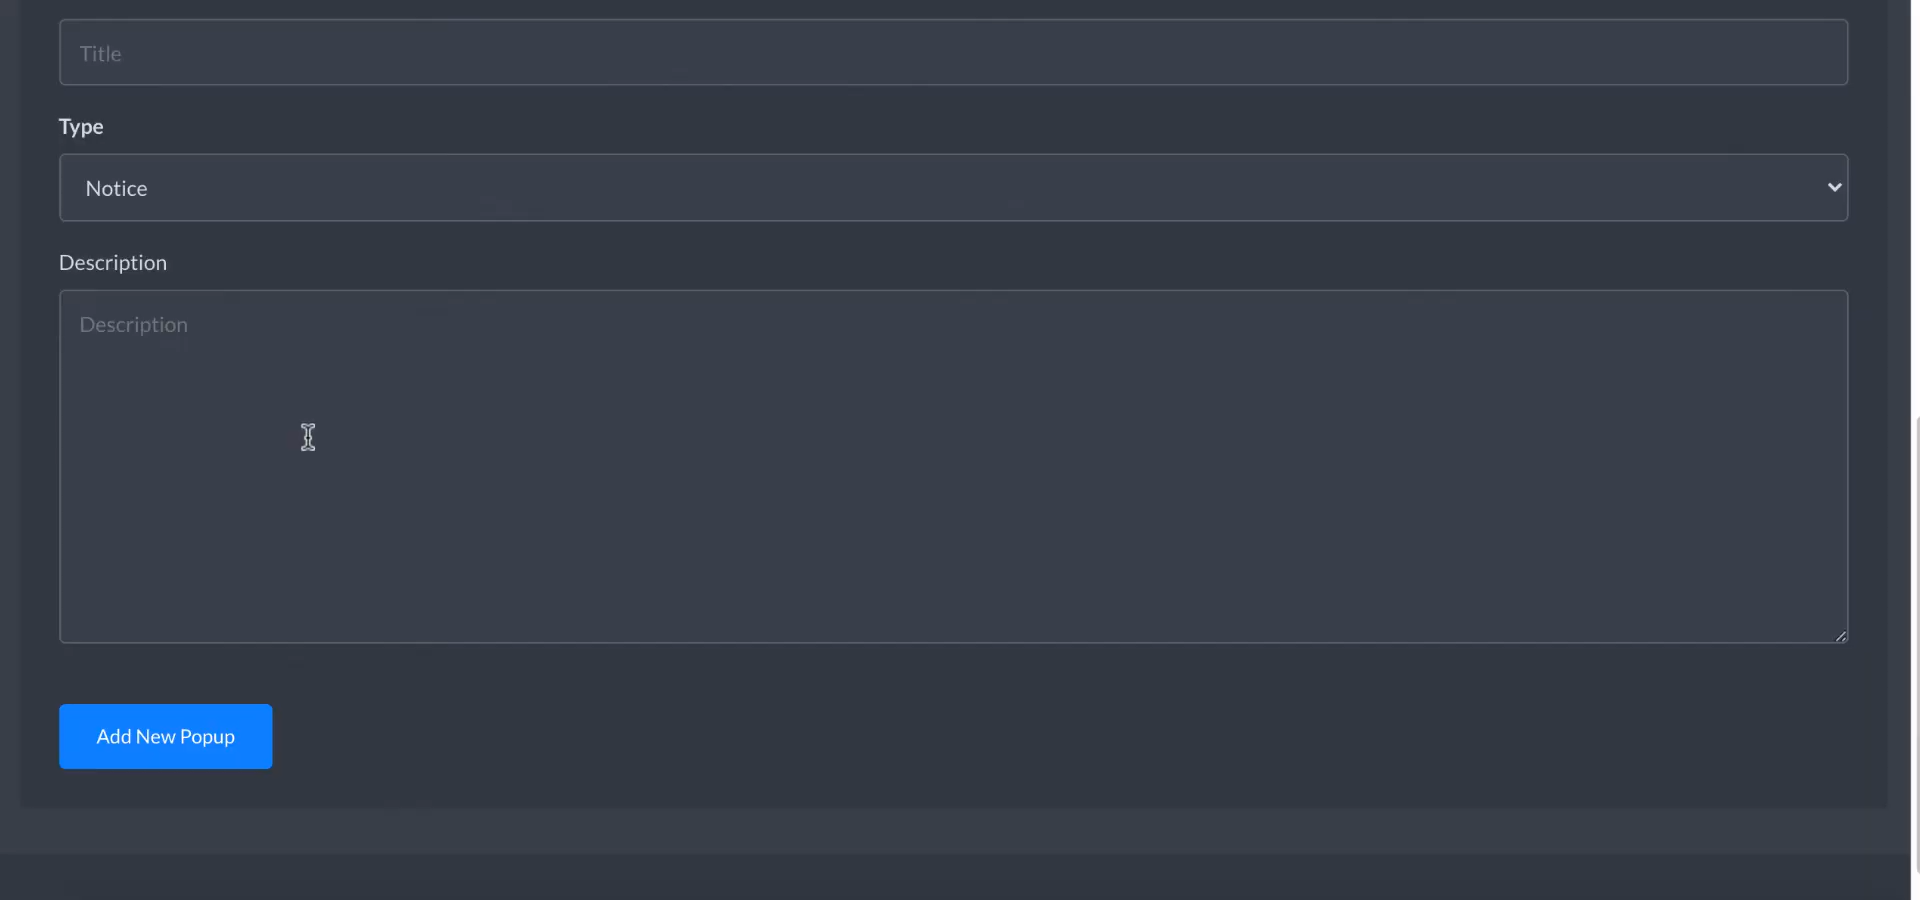 Title
Type
Notice
Description
Description
Add New Popup